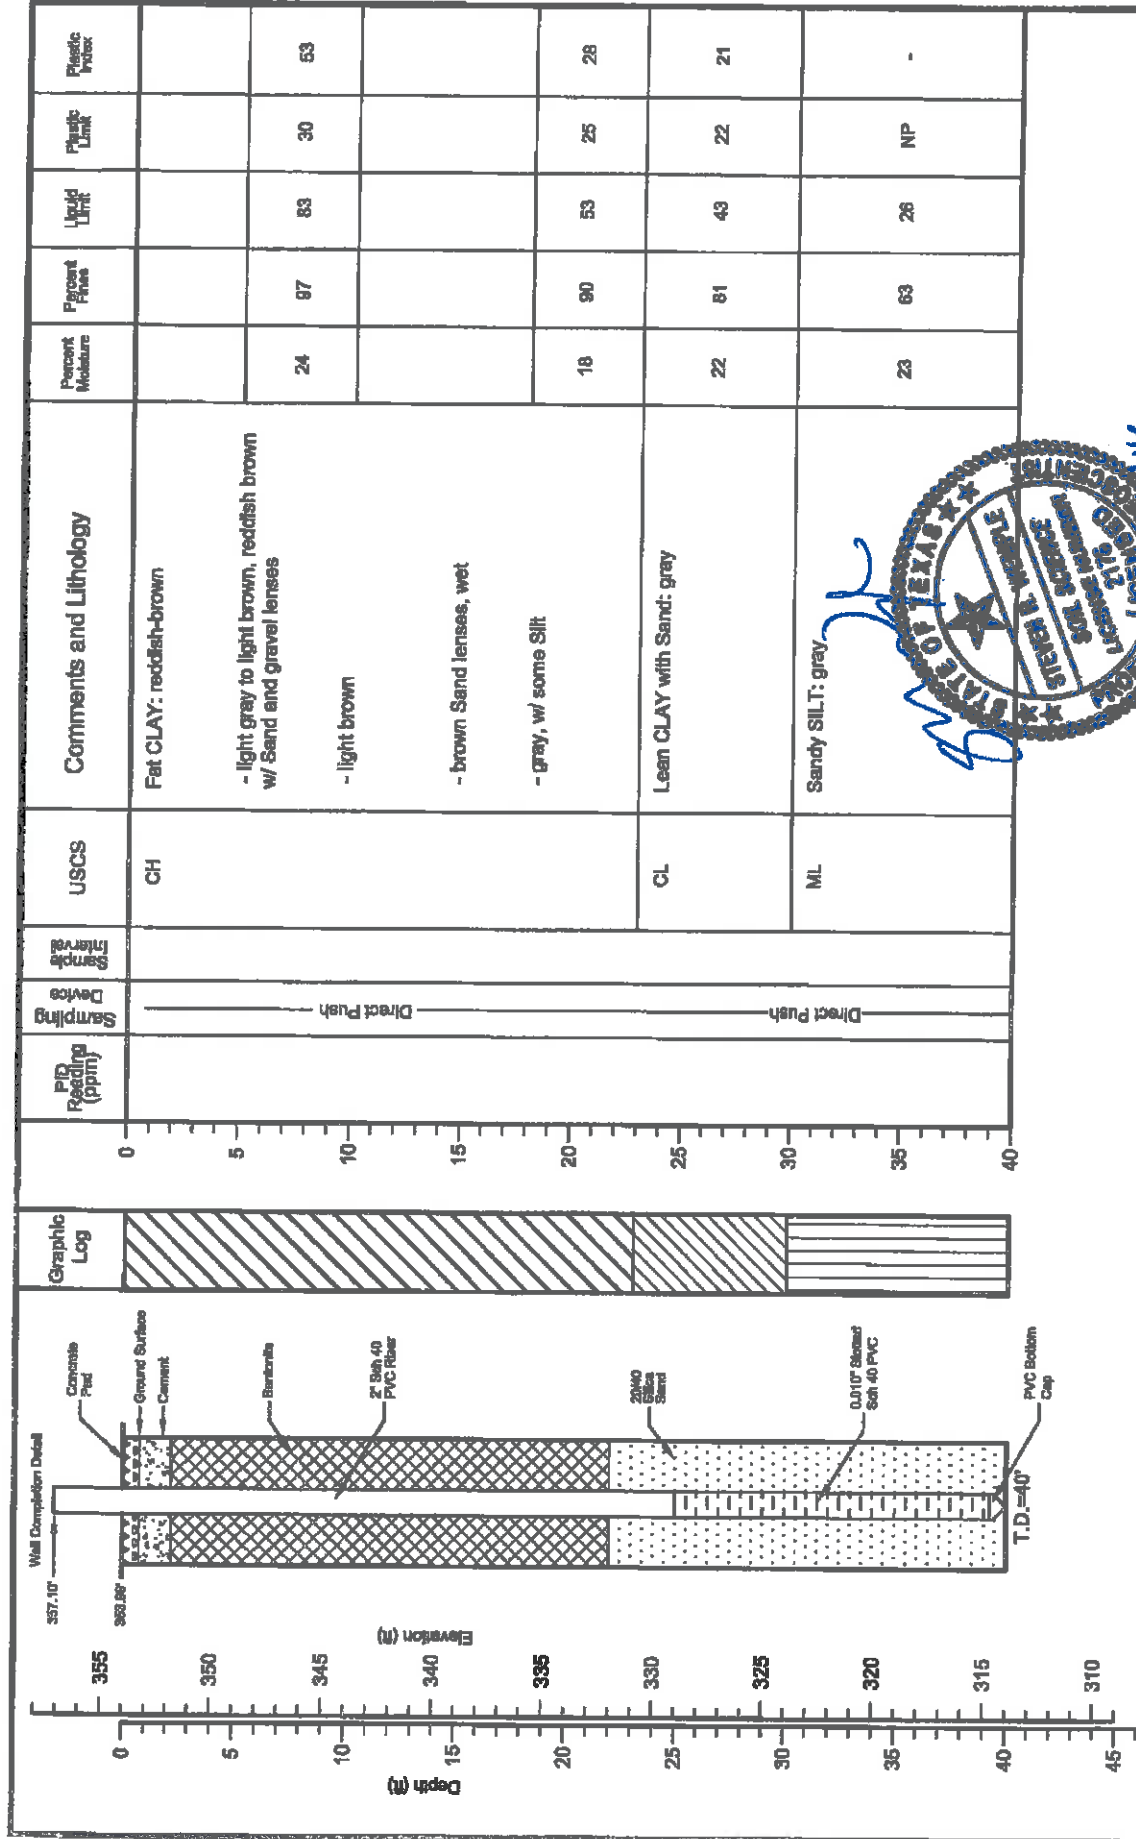 Well Completion Detail
357.10'
Concrete
Pad
Ground Surface
Cement
Bentonite
2" Sch 40
PVC Riser
20/40
Silica
Sand
0.010" Slotted
Sch 40 PVC
PVC Bottom
Cap
T.D.=40'
Elevation (ft)
355
350
345
340
335
330
325
320
315
310
Depth (ft)
0
5
10
15
20
25
30
35
40
45
Graphic
Log
0
5
10
15
20
25
30
35
40
PID
Reading
(ppm)
Sampling
Device
Sample
Interval
USCS
Comments and Lithology
Percent
Moisture
Percent
Fines
Liquid
Limit
Plastic
Limit
Plastic
Index
Direct Push
Direct Push
CH
Fat CLAY: reddish-brown
- light gray to light brown, reddish brown
w/ Sand and gravel lenses
24
97
83
30
53
- light brown
- brown Sand lenses, wet
- gray, w/ some Silt
18
90
53
25
28
CL
Lean CLAY with Sand: gray
22
81
43
22
21
ML
Sandy SILT: gray
23
63
26
NP
-
STATE OF TEXAS
STEVEN
SOIL SCIENCE